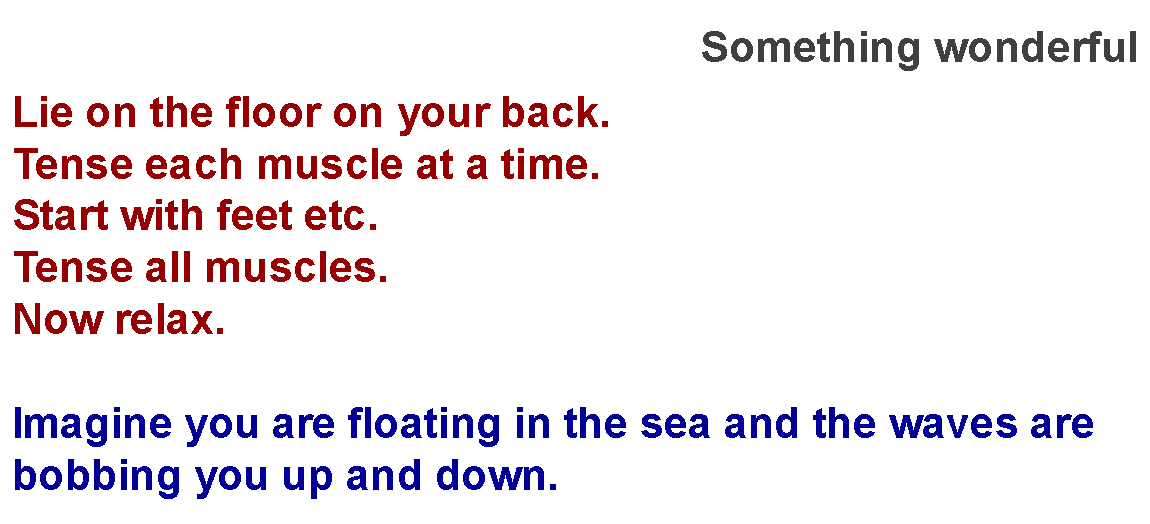 Something wonderful
Lie on the floor on your back.
Tense each muscle at a time.
Start with feet etc.
Tense all muscles.
Now relax.
Imagine you are floating in the sea and the waves are
bobbing you up and down.